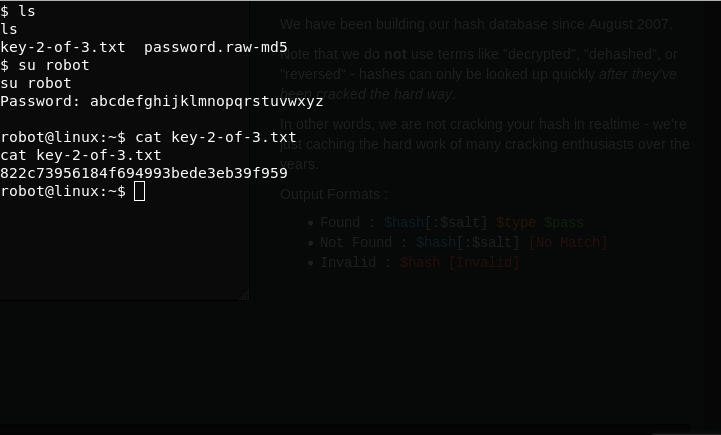 $ ls
ls
key-2-of-3.txt  password.raw-md5
$ su robot
su robot
Password: abcdefghijklmnopqrstuvwxyz

robot@linux:~$ cat key-2-of-3.txt
cat key-2-of-3.txt
822c73956184f694993bede3eb39f959
robot@linux:~$
We have been building our hash database since August 2007.
Note that we do not use terms like "decrypted", "dehashed", or
"reversed" - hashes can only be looked up quickly after they've
been cracked the hard way.
In other words, we are not cracking your hash in realtime - we're
just caching the hard work of many cracking enthusiasts over the
years.
Output Formats :
• Found : $hash[:$salt] $type $pass
• Not Found : $hash[:$salt] [No Match]
• Invalid : $hash [Invalid]